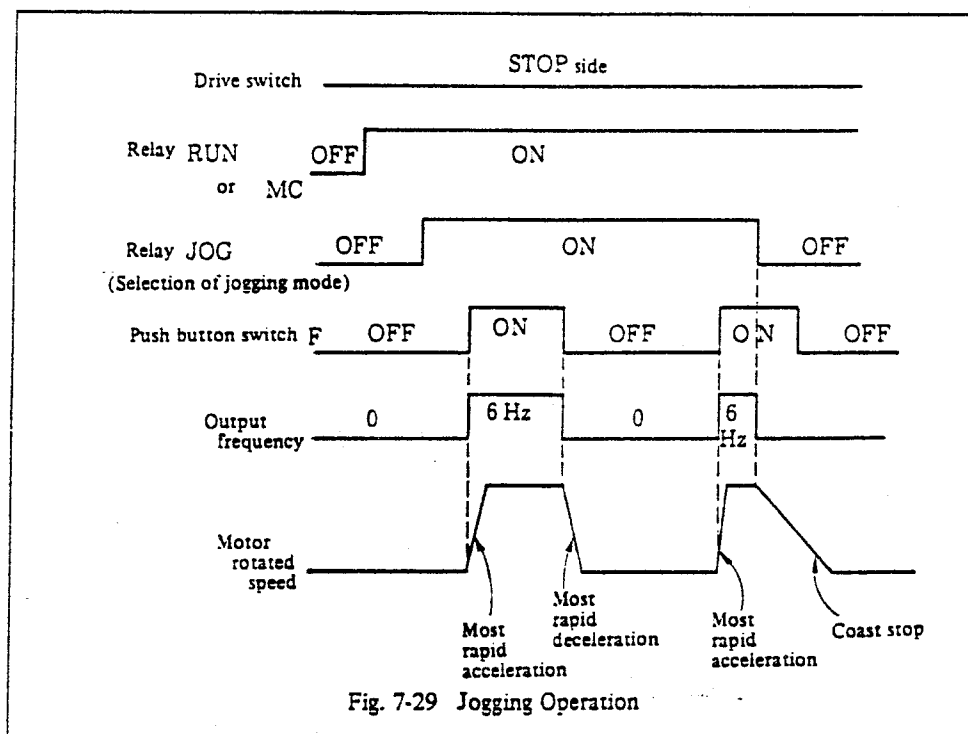 STOP side
Drive switch
Relay RUN
or MC
OFF
ON
Relay JOG
(Selection of jogging mode)
OFF
ON
OFF
Push button switch F
OFF
ON
OFF
ON
OFF
Output
frequency
0
6 Hz
0
6
Hz
Motor
rotated
speed
Most
rapid
acceleration
Most
rapid
deceleration
Most
rapid
acceleration
Coast stop
Fig. 7-29 Jogging Operation